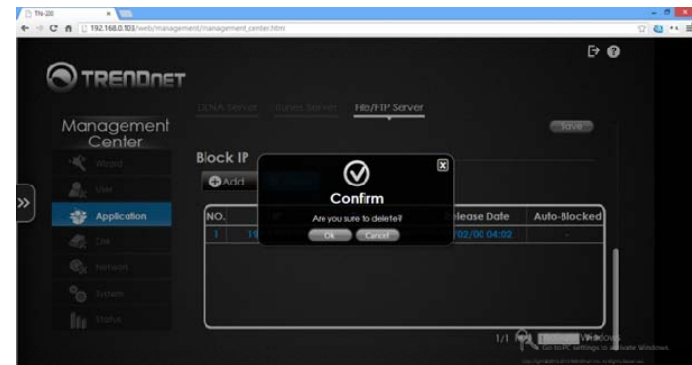 TN-200
192.168.0.103/web/management/management_center.html
TRENDnet
DLNA Server iTunes Server File/FTP Server
Management
Center
Save
Wizard
User
Application
Disk
Network
System
Status
Block IP
Add
Confirm
Are you sure to delete?
Ok Cancel
NO. Release Date Auto-Blocked
1 19 /02/00 04:02 -
1/1
Activate Windows
Go to PC settings to activate Windows.